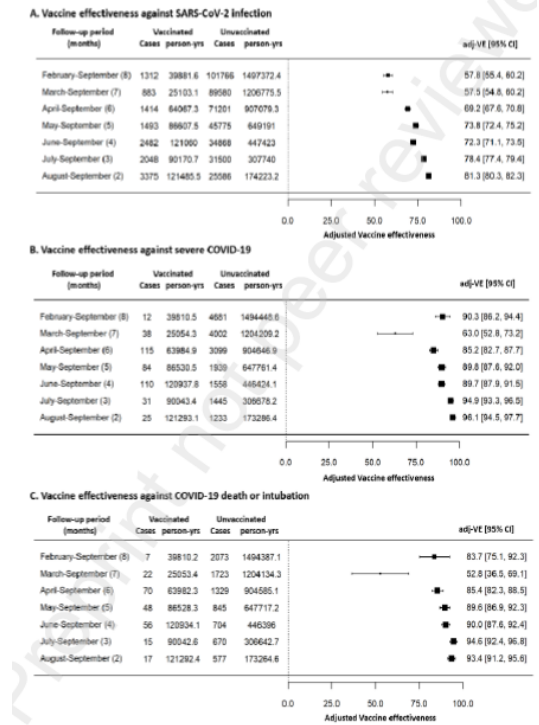 A. Vaccine effectiveness against SARS-CoV-2 infection
Follow-up period Vaccinated Unvaccinated
(months) Cases person-yrs Cases person-yrs adj-VE [95% CI]
February-September (8) 1312 39881.6 101766 1497372.4 57.8 [55.4, 60.2]
March-September (7) 883 25103.1 89580 1206775.5 57.5 [54.8, 60.2]
April-September (6) 1414 64067.3 71201 907079.3 69.2 [67.6, 70.8]
May-September (5) 1493 86607.5 45775 649191 73.8 [72.4, 75.2]
June-September (4) 2482 121060 34868 447423 72.3 [71.1, 73.5]
July-September (3) 2048 90170.7 31500 307740 78.4 [77.4, 79.4]
August-September (2) 3375 121485.5 25586 174223.2 81.3 [80.3, 82.3]
0.0 25.0 50.0 75.0 100.0
Adjusted Vaccine effectiveness
B. Vaccine effectiveness against severe COVID-19
Follow-up period Vaccinated Unvaccinated
(months) Cases person-yrs Cases person-yrs adj-VE [95% CI]
February-September (8) 12 39810.5 4681 1494448.6 90.3 [86.2, 94.4]
March-September (7) 38 25054.3 4002 1204209.2 63.0 [52.8, 73.2]
April-September (6) 115 63984.9 3099 904646.9 85.2 [82.7, 87.7]
May-September (5) 84 86530.5 1939 647761.4 89.8 [87.6, 92.0]
June-September (4) 110 120937.8 1558 446424.1 89.7 [87.9, 91.5]
July-September (3) 31 90043.4 1445 306678.2 94.9 [93.3, 96.5]
August-September (2) 25 121293.1 1233 173286.4 96.1 [94.5, 97.7]
0.0 25.0 50.0 75.0 100.0
Adjusted Vaccine effectiveness
C. Vaccine effectiveness against COVID-19 death or intubation
Follow-up period Vaccinated Unvaccinated
(months) Cases person-yrs Cases person-yrs adj-VE [95% CI]
February-September (8) 7 39810.2 2073 1494387.1 83.7 [75.1, 92.3]
March-September (7) 22 25053.4 1723 1204134.3 52.8 [36.5, 69.1]
April-September (6) 70 63982.3 1329 904585.1 85.4 [82.3, 88.5]
May-September (5) 48 86528.3 845 647717.2 89.6 [86.9, 92.3]
June-September (4) 56 120934.1 704 446396 90.0 [87.6, 92.4]
July-September (3) 15 90042.6 670 306642.7 94.6 [92.4, 96.8]
August-September (2) 17 121292.4 577 173264.6 93.4 [91.2, 95.6]
0.0 25.0 50.0 75.0 100.0
Adjusted Vaccine effectiveness
Preprint not peer reviewe